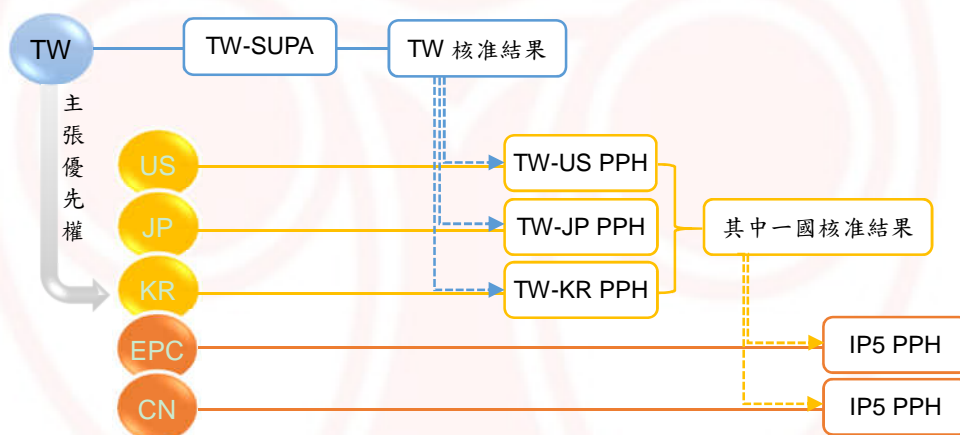 TW
TW-SUPA
TW 核准結果
主張優先權
US
TW-US PPH
JP
TW-JP PPH
其中一國核准結果
KR
TW-KR PPH
EPC
IP5 PPH
CN
IP5 PPH